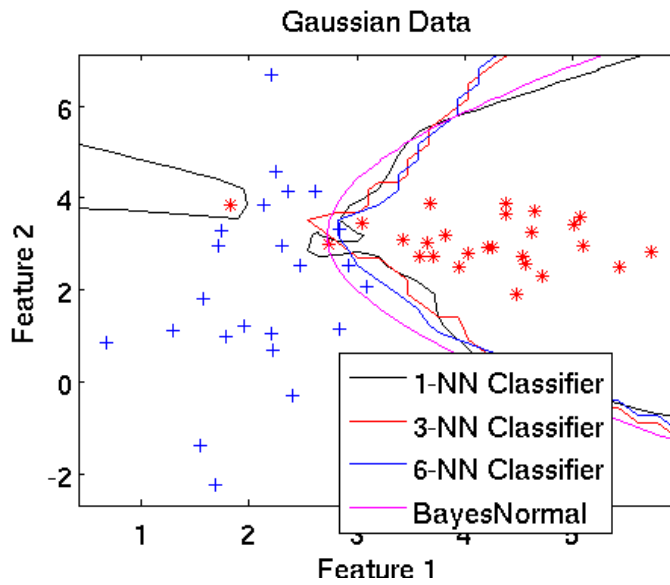 Gaussian Data
6
4
2
0
-2
Feature 2
1-NN Classifier
3-NN Classifier
6-NN Classifier
BayesNormal
1 2 3 4 5
Feature 1